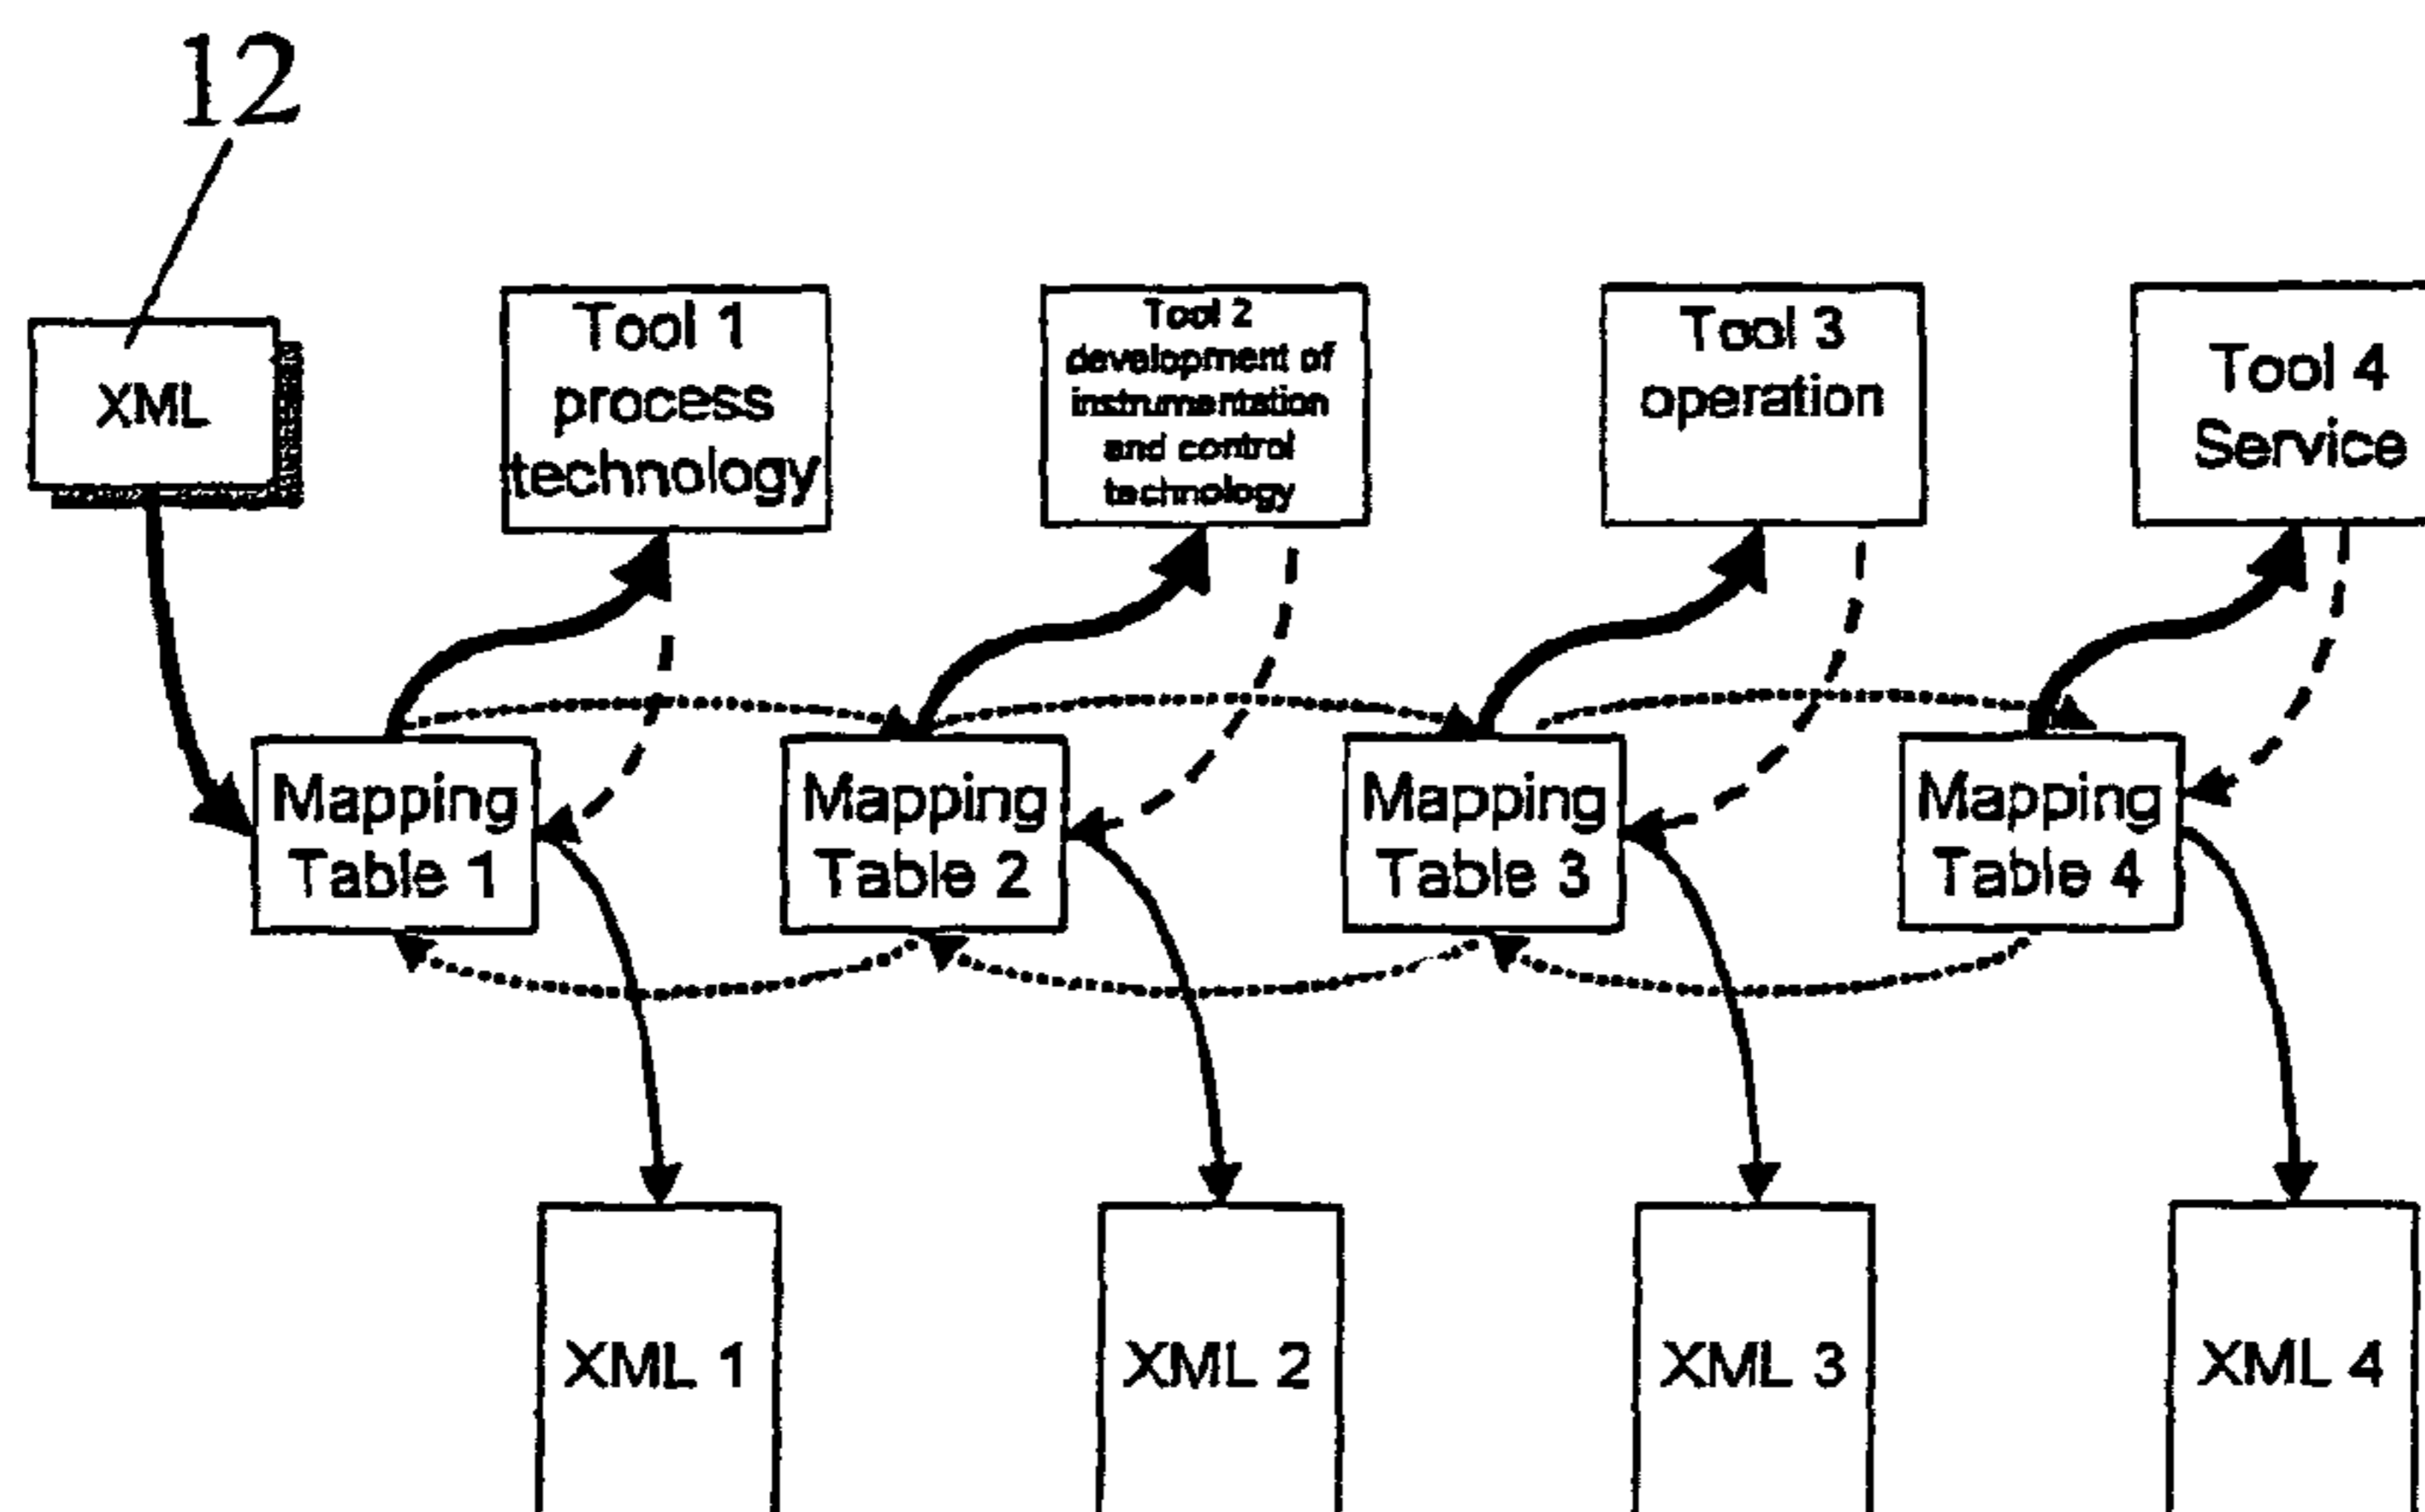 12
XML
Tool 1
process
technology
Tool 2
development of
instrumentation
and control
technology
Tool 3
operation
Tool 4
Service
Mapping
Table 1
Mapping
Table 2
Mapping
Table 3
Mapping
Table 4
XML 1
XML 2
XML 3
XML 4